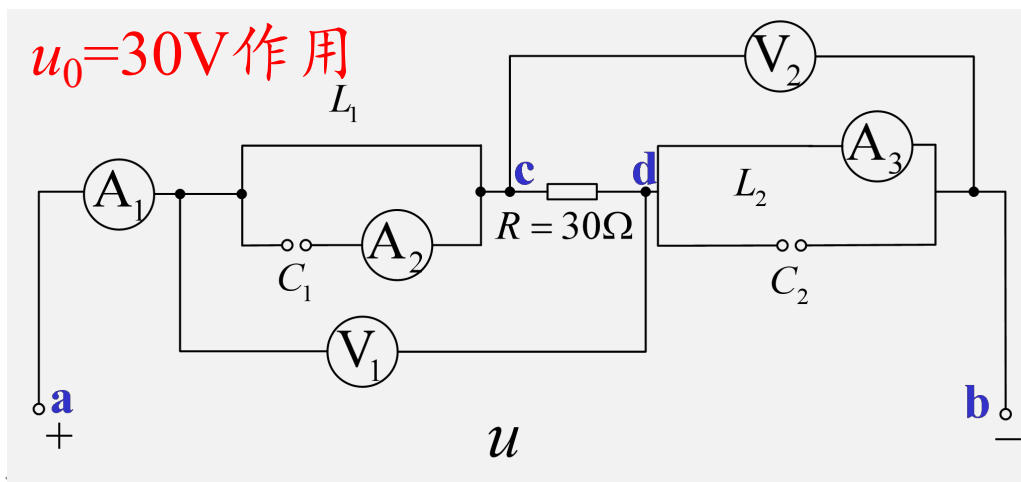 u₀=30V作用
L₁
V₂
A₁
c
d
A₃
L₂
R = 30Ω
A₂
C₁
C₂
V₁
a
b
+
u
—